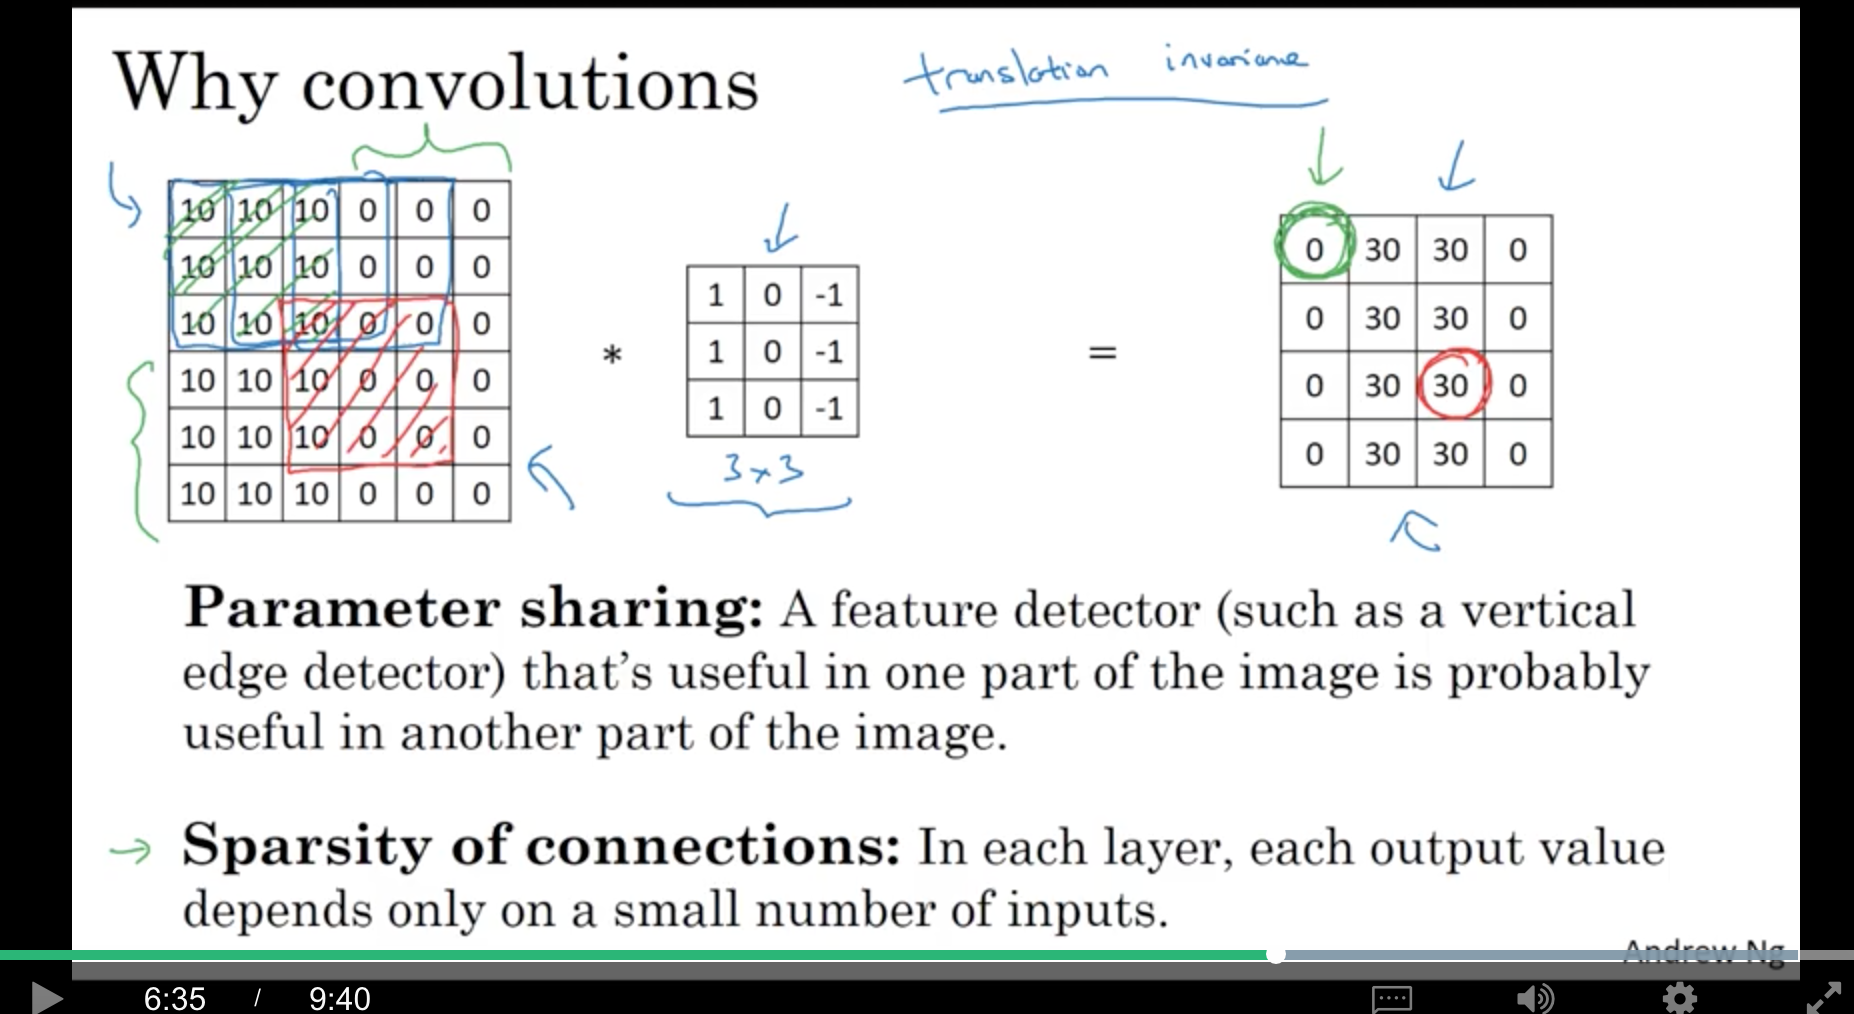 Why convolutions
translation invariance
10 10 10 0 0 0
10 10 10 0 0 0
10 10 10 0 0 0
10 10 10 0 0 0
10 10 10 0 0 0
10 10 10 0 0 0
*
1 0 -1
1 0 -1
1 0 -1
3x3
=
0 30 30 0
0 30 30 0
0 30 30 0
0 30 30 0
Parameter sharing: A feature detector (such as a vertical
edge detector) that’s useful in one part of the image is probably
useful in another part of the image.
→ Sparsity of connections: In each layer, each output value
depends only on a small number of inputs.
Andrew Ng
6:35 / 9:40